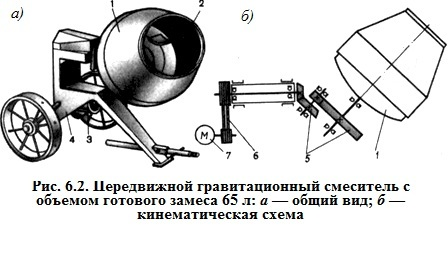 а)
б)
1
2
4
3
М
7
6
5
1
Рис. 6.2. Передвижной гравитационный смеситель с
объемом готового замеса 65 л: а — общий вид; б —
кинематическая схема